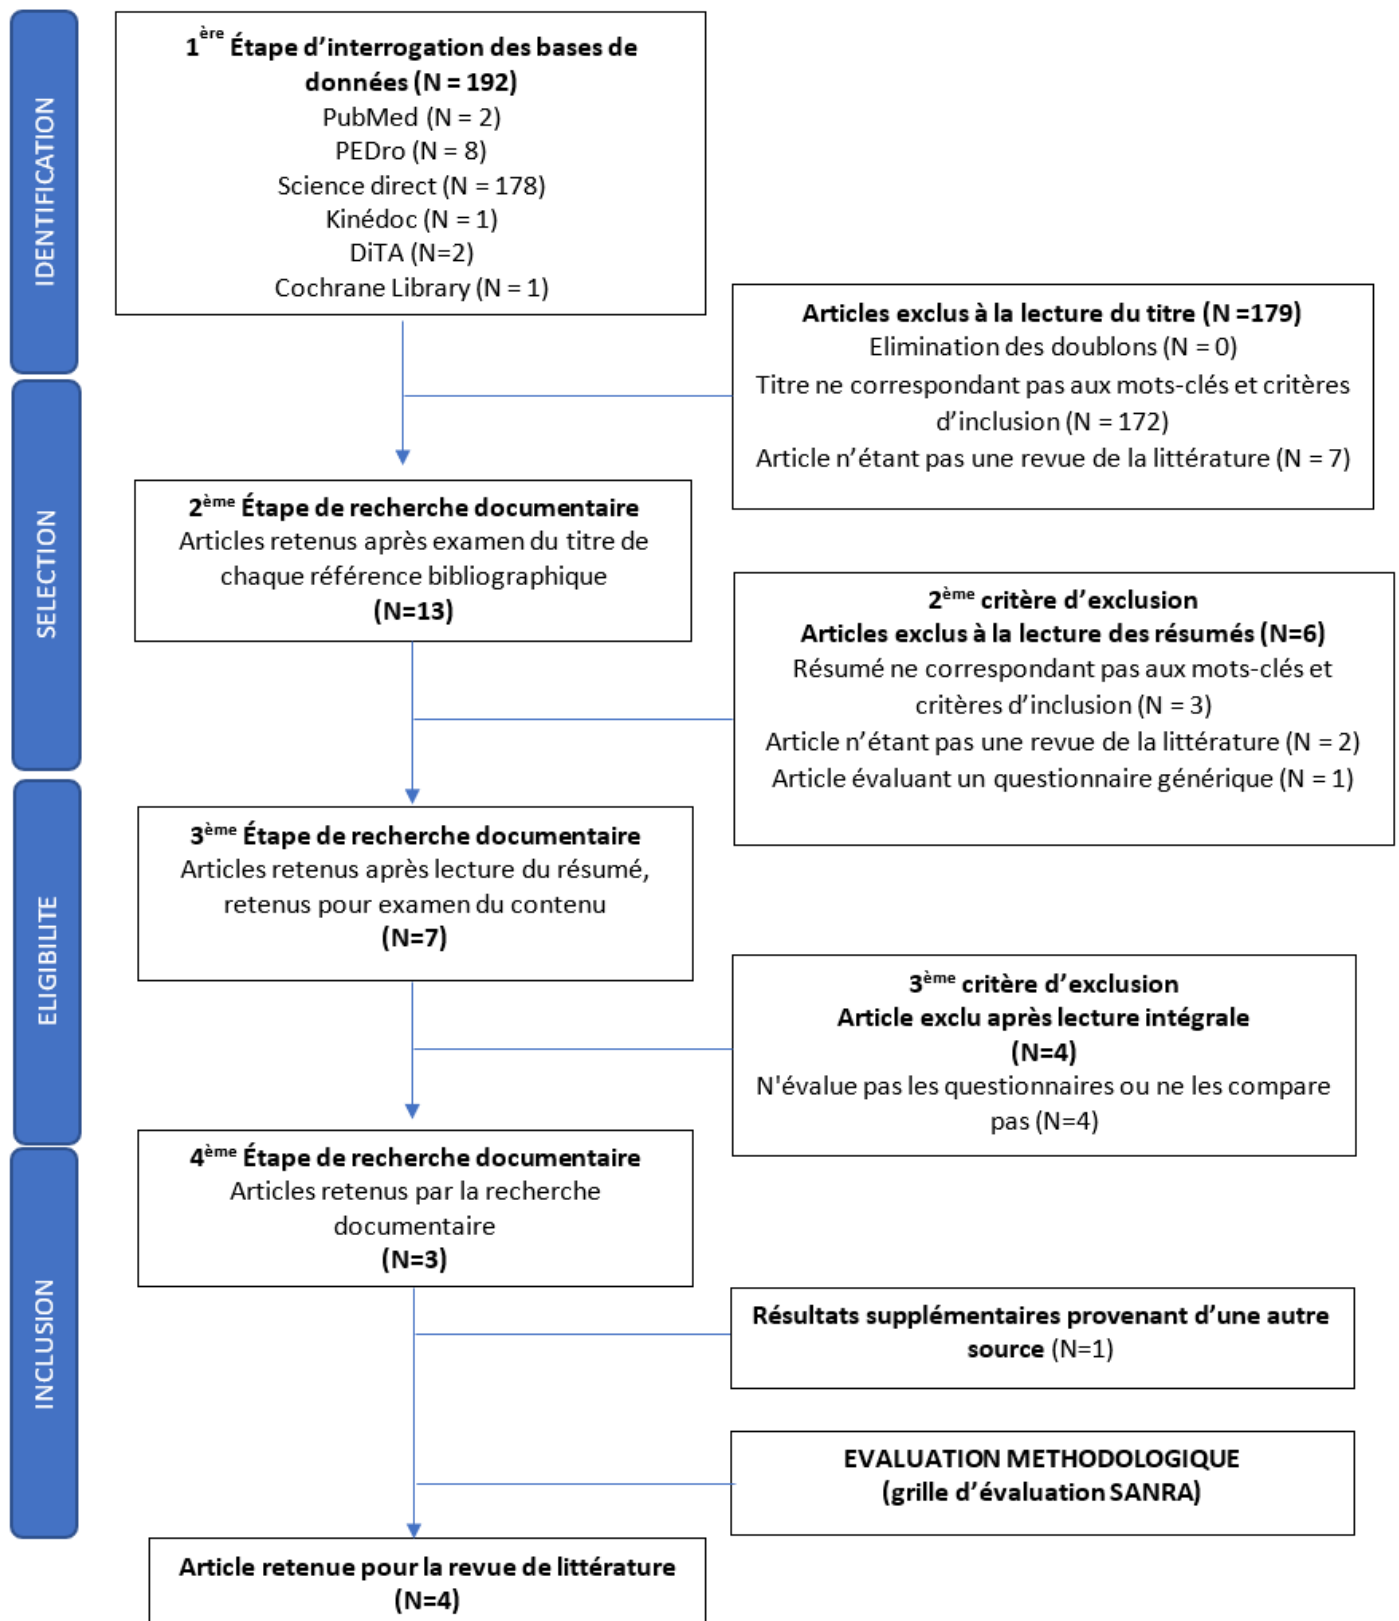 IDENTIFICATION
1ère Étape d’interrogation des bases de
données (N = 192)
PubMed (N = 2)
PEDro (N = 8)
Science direct (N = 178)
Kinédoc (N = 1)
DiTA (N=2)
Cochrane Library (N = 1)
Articles exclus à la lecture du titre (N =179)
Elimination des doublons (N = 0)
Titre ne correspondant pas aux mots-clés et critères
d’inclusion (N = 172)
Article n’étant pas une revue de la littérature (N = 7)
SELECTION
2ème Étape de recherche documentaire
Articles retenus après examen du titre de
chaque référence bibliographique
(N=13)
2ème critère d’exclusion
Articles exclus à la lecture des résumés (N=6)
Résumé ne correspondant pas aux mots-clés et
critères d’inclusion (N = 3)
Article n’étant pas une revue de la littérature (N = 2)
Article évaluant un questionnaire générique (N = 1)
ELIGIBILITE
3ème Étape de recherche documentaire
Articles retenus après lecture du résumé,
retenus pour examen du contenu
(N=7)
3ème critère d’exclusion
Article exclu après lecture intégrale
(N=4)
N'évalue pas les questionnaires ou ne les compare
pas (N=4)
INCLUSION
4ème Étape de recherche documentaire
Articles retenus par la recherche
documentaire
(N=3)
Résultats supplémentaires provenant d’une autre
source (N=1)
EVALUATION METHODOLOGIQUE
(grille d’évaluation SANRA)
Article retenue pour la revue de littérature
(N=4)